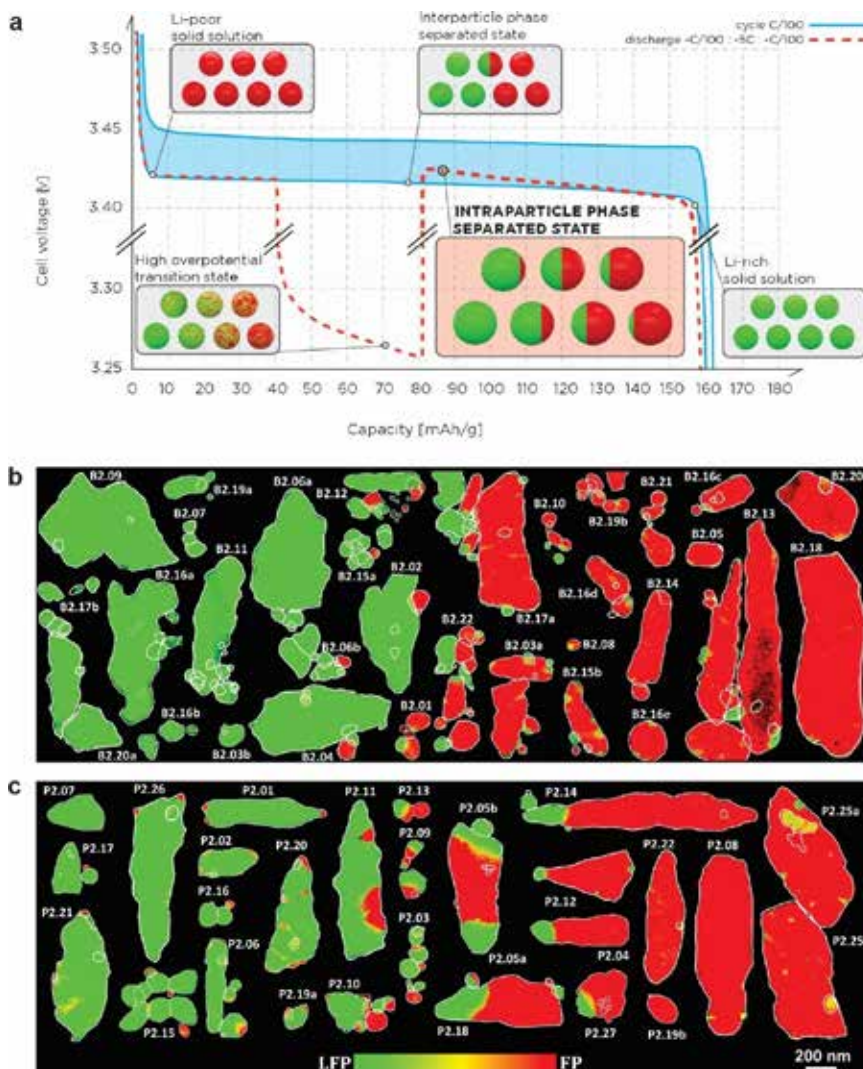 a
Li-poor
solid solution
Interparticle phase
separated state
cycle C/100
discharge -C/100 : -5C : -C/100
3.50
3.45
3.40
3.30
3.25
Cell voltage [v]
INTRAPARTICLE PHASE
SEPARATED STATE
High overpotential
transition state
Li-rich
solid solution
0 10 20 30 40 50 60 70 80 90 100 110 120 130 140 150 160 170 180
Capacity [mAh/g]
b
B2.09
B2.19a
B2.07
B2.11
B2.06a
B2.12
B2.15a
B2.02
B2.10
B2.19b
B2.21
B2.16c
B2.05
B2.13
B2.20
B2.18
B2.17b
B2.16a
B2.06b
B2.22
B2.17a
B2.16d
B2.14
B2.03a
B2.08
B2.15b
B2.01
B2.16b
B2.20a
B2.03b
B2.04
B2.16e
c
P2.07
P2.26
P2.01
P2.11
P2.13
P2.05b
P2.14
P2.25a
P2.17
P2.02
P2.20
P2.09
P2.22
P2.08
P2.16
P2.21
P2.06
P2.03
P2.12
P2.05a
P2.04
P2.25
P2.15
P2.19a
P2.10
P2.18
P2.27
P2.19b
LFP
FP
200 nm